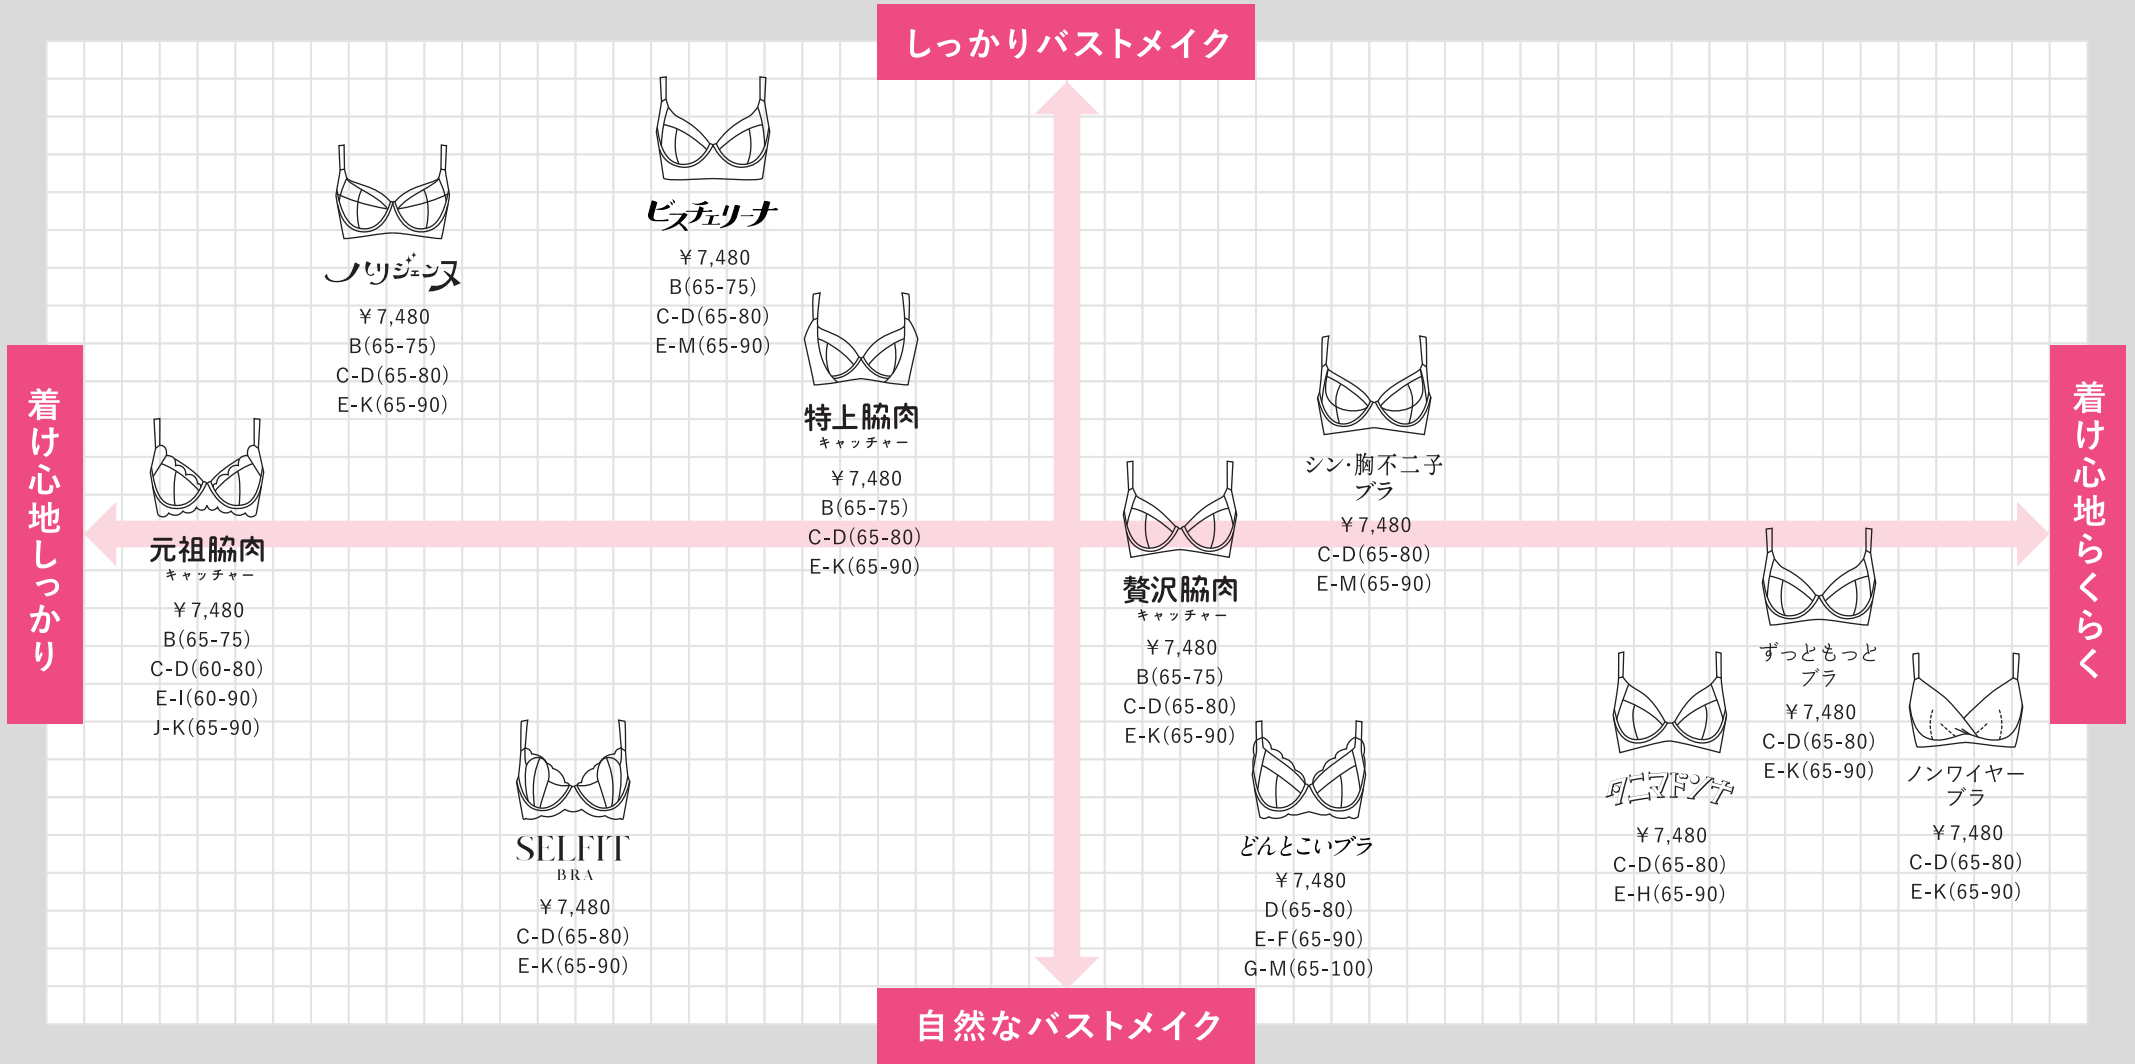 しっかりバストメイク
着け心地しっかり
着け心地らくらく
自然なバストメイク
ビスチェリーナ
¥7,480
B(65-75)
C-D(65-80)
E-M(65-90)
ハリジェンヌ
¥7,480
B(65-75)
C-D(65-80)
E-K(65-90)
特上脇肉
キャッチャー
¥7,480
B(65-75)
C-D(65-80)
E-K(65-90)
元祖脇肉
キャッチャー
¥7,480
B(65-75)
C-D(60-80)
E-I(60-90)
J-K(65-90)
SELFIT
BRA
¥7,480
C-D(65-80)
E-K(65-90)
シン・胸不二子
ブラ
¥7,480
C-D(65-80)
E-M(65-90)
贅沢脇肉
キャッチャー
¥7,480
B(65-75)
C-D(65-80)
E-K(65-90)
どんとこいブラ
¥7,480
D(65-80)
E-F(65-90)
G-M(65-100)
ずっともっと
ブラ
¥7,480
C-D(65-80)
E-K(65-90)
ダニマドンナ
¥7,480
C-D(65-80)
E-H(65-90)
ノンワイヤー
ブラ
¥7,480
C-D(65-80)
E-K(65-90)